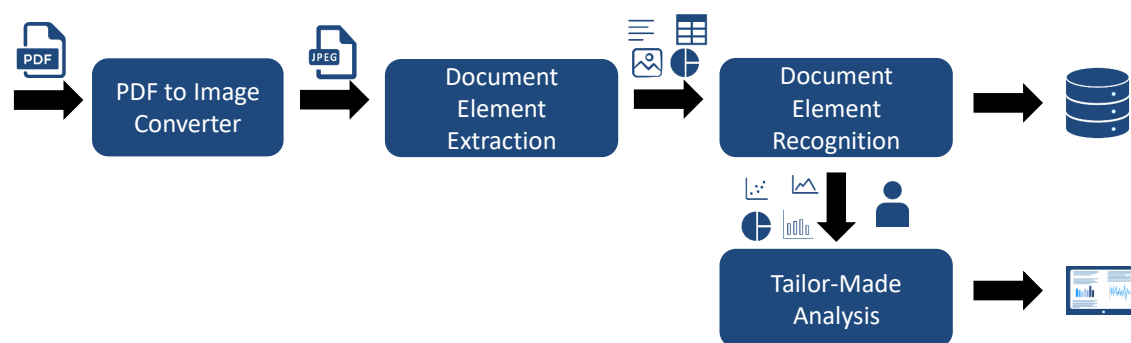 PDF
PDF to Image
Converter
JPEG
Document
Element
Extraction
Document
Element
Recognition
Tailor-Made
Analysis